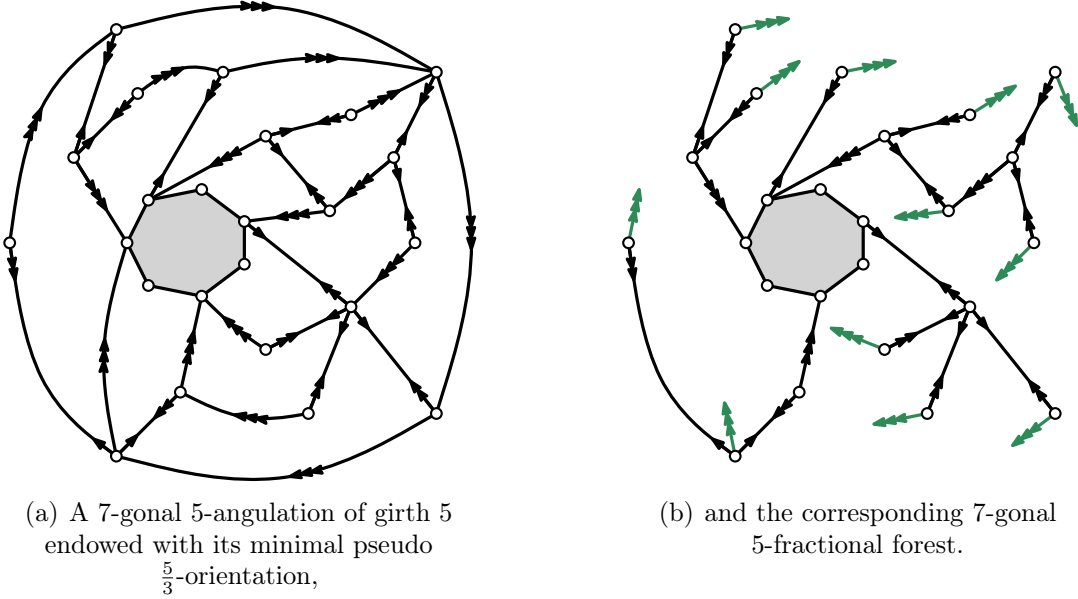 (a) A 7-gonal 5-angulation of girth 5
endowed with its minimal pseudo
5/3-orientation,
(b) and the corresponding 7-gonal
5-fractional forest.